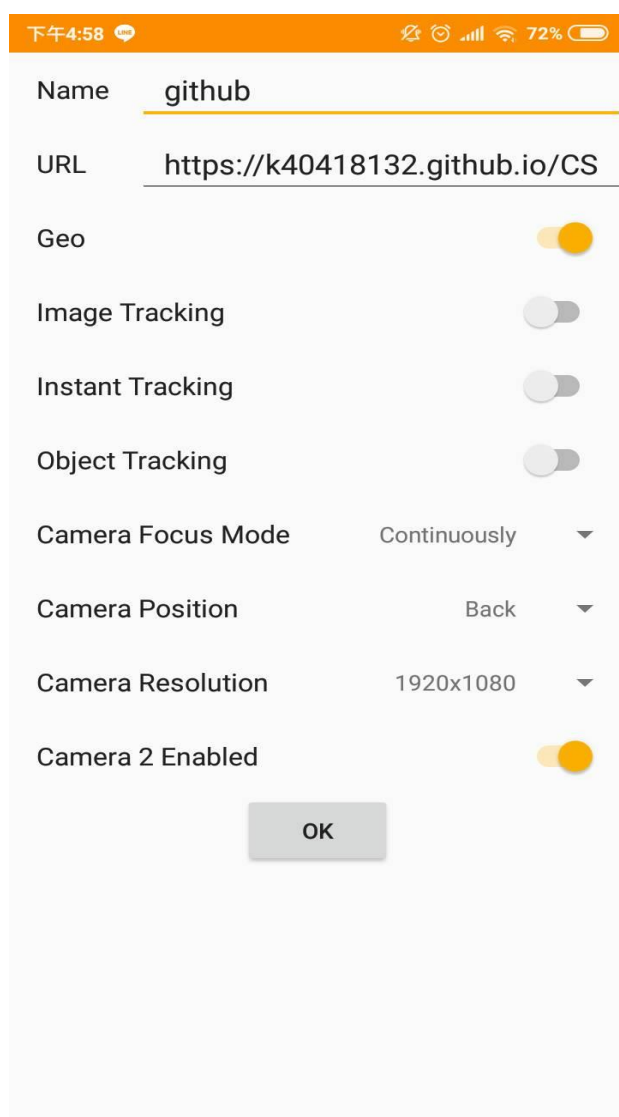 下午4:58 72%
Name github
URL https://k40418132.github.io/CS
Geo
Image Tracking
Instant Tracking
Object Tracking
Camera Focus Mode Continuously
Camera Position Back
Camera Resolution 1920x1080
Camera 2 Enabled
OK